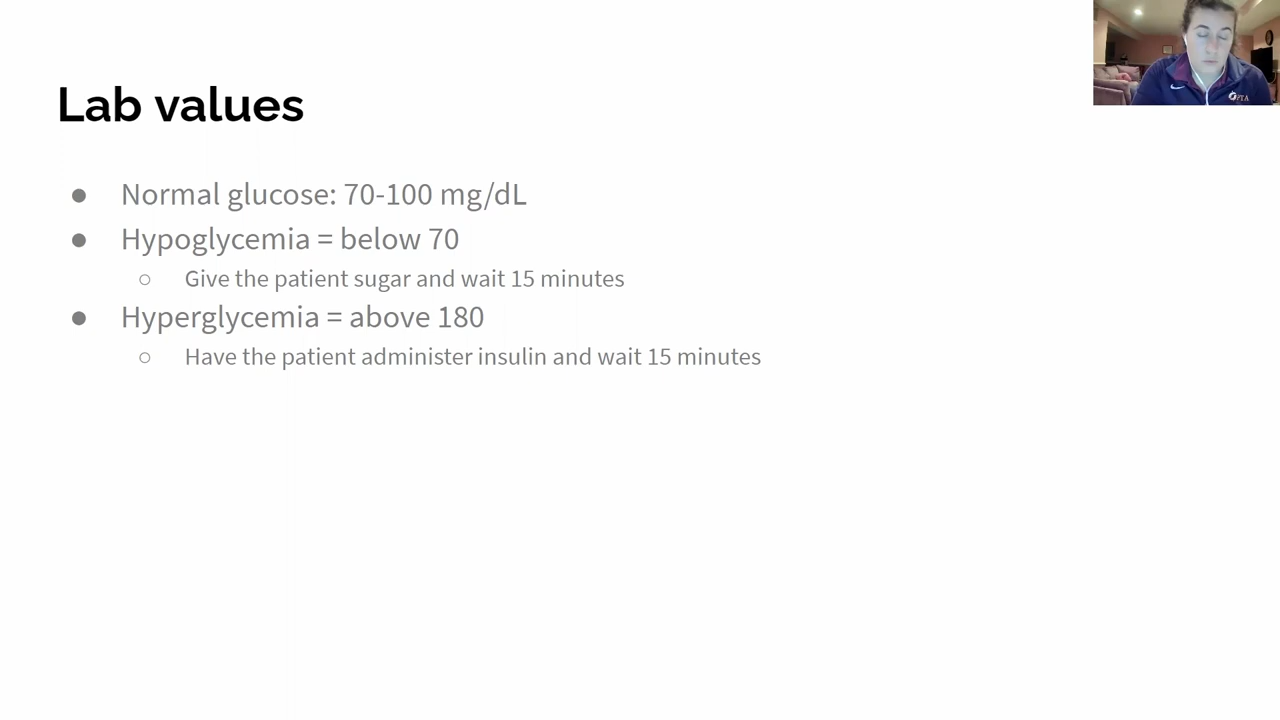 Lab values
● Normal glucose: 70-100 mg/dL
● Hypoglycemia = below 70
○ Give the patient sugar and wait 15 minutes
● Hyperglycemia = above 180
○ Have the patient administer insulin and wait 15 minutes